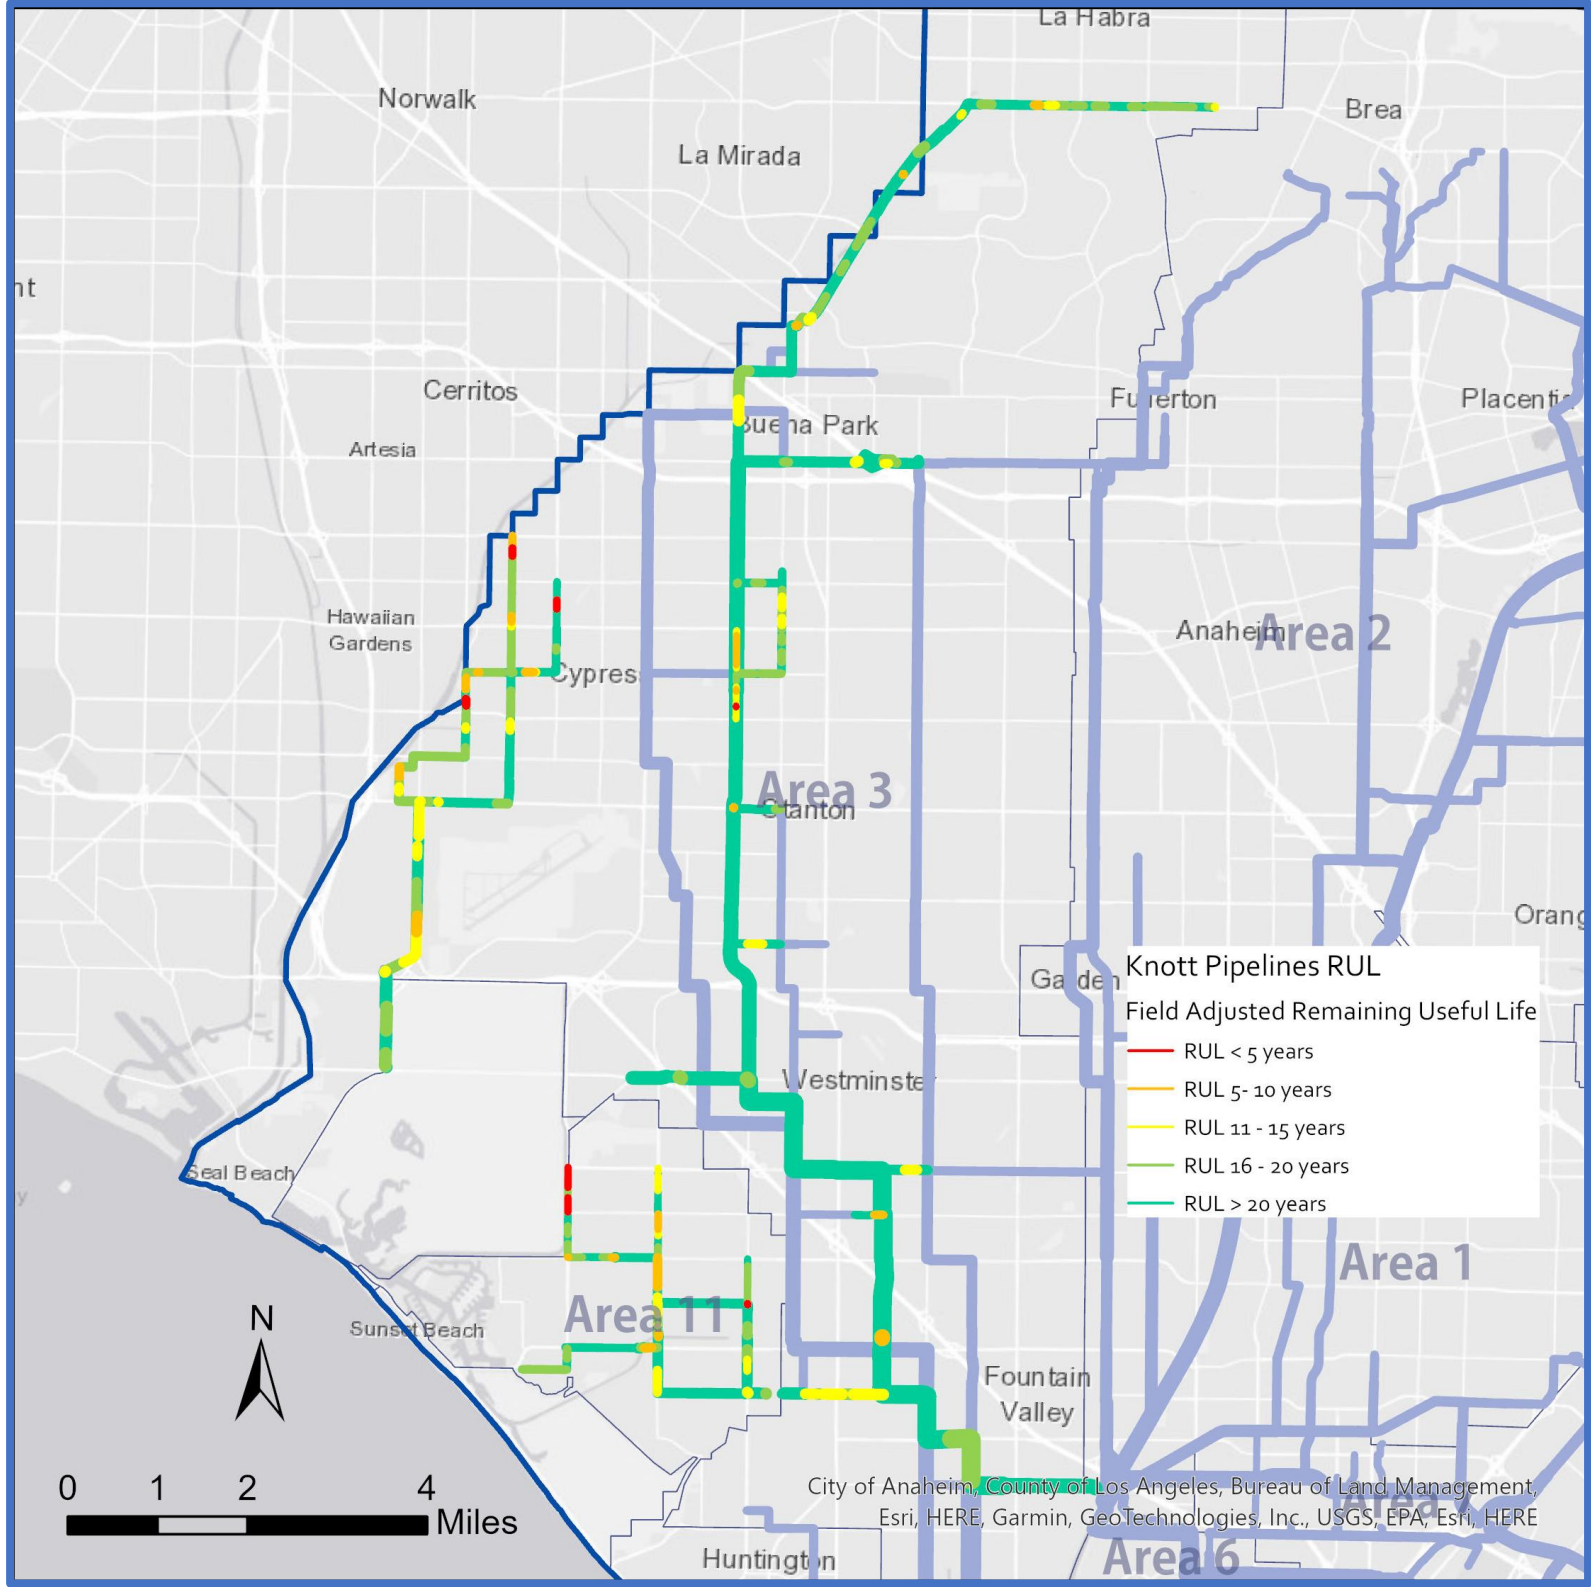 La Habra
Norwalk
Brea
La Mirada
nt
Cerritos
Fullerton
Placentia
Buena Park
Artesia
Hawaiian
Gardens
Anaheim
Area 2
Cypress
Area 3
Stanton
Orang
Garden
Knott Pipelines RUL
Field Adjusted Remaining Useful Life
RUL < 5 years
RUL 5- 10 years
RUL 11 - 15 years
RUL 16 - 20 years
RUL > 20 years
Westminster
Seal Beach
y
Area 1
Area 11
N
Sunset Beach
Fountain
Valley
0 1 2 4
Miles
City of Anaheim, County of Los Angeles, Bureau of Land Management,
Esri, HERE, Garmin, GeoTechnologies, Inc., USGS, EPA, Esri, HERE
Area
Area 6
Huntington